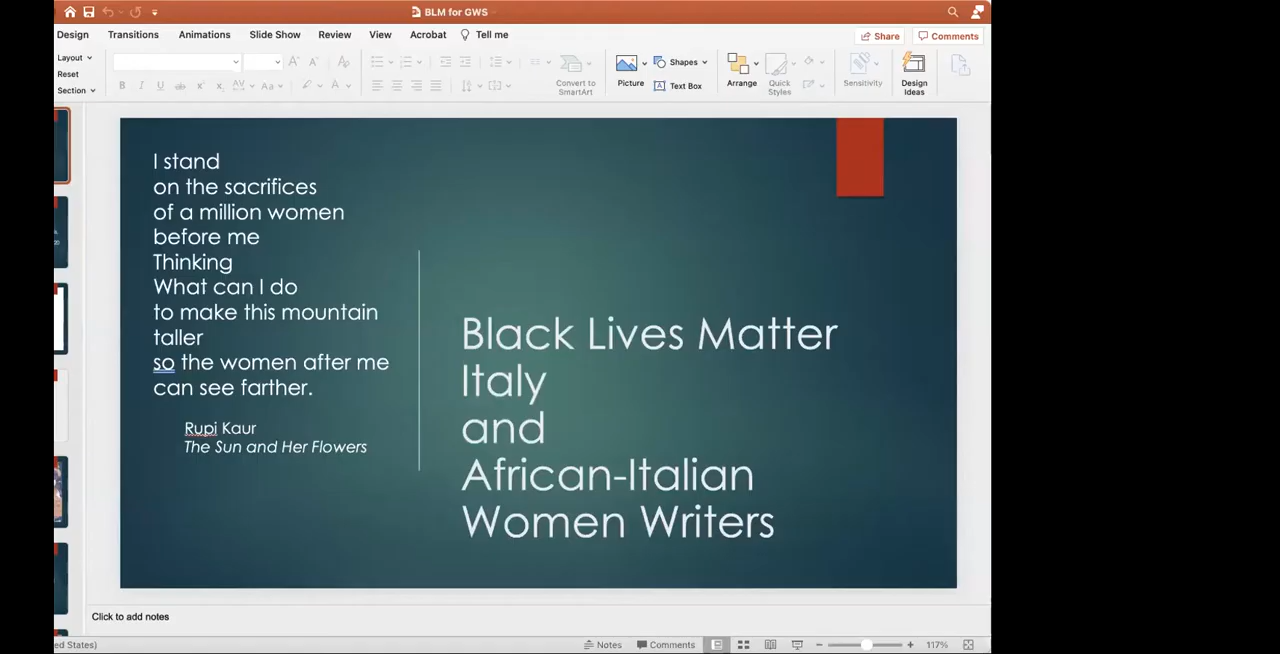 BLM for GWS
Design Transitions Animations Slide Show Review View Acrobat Tell me Share Comments
Layout
Reset
Section
Convert to
SmartArt
Picture
Shapes
Text Box
Arrange
Quick
Styles
Sensitivity
Design
Ideas
I stand
on the sacrifices
of a million women
before me
Thinking
What can I do
to make this mountain
taller
so the women after me
can see farther.
Rupi Kaur
The Sun and Her Flowers
Black Lives Matter
Italy
and
African-Italian
Women Writers
Click to add notes
ed States) Notes Comments 117%